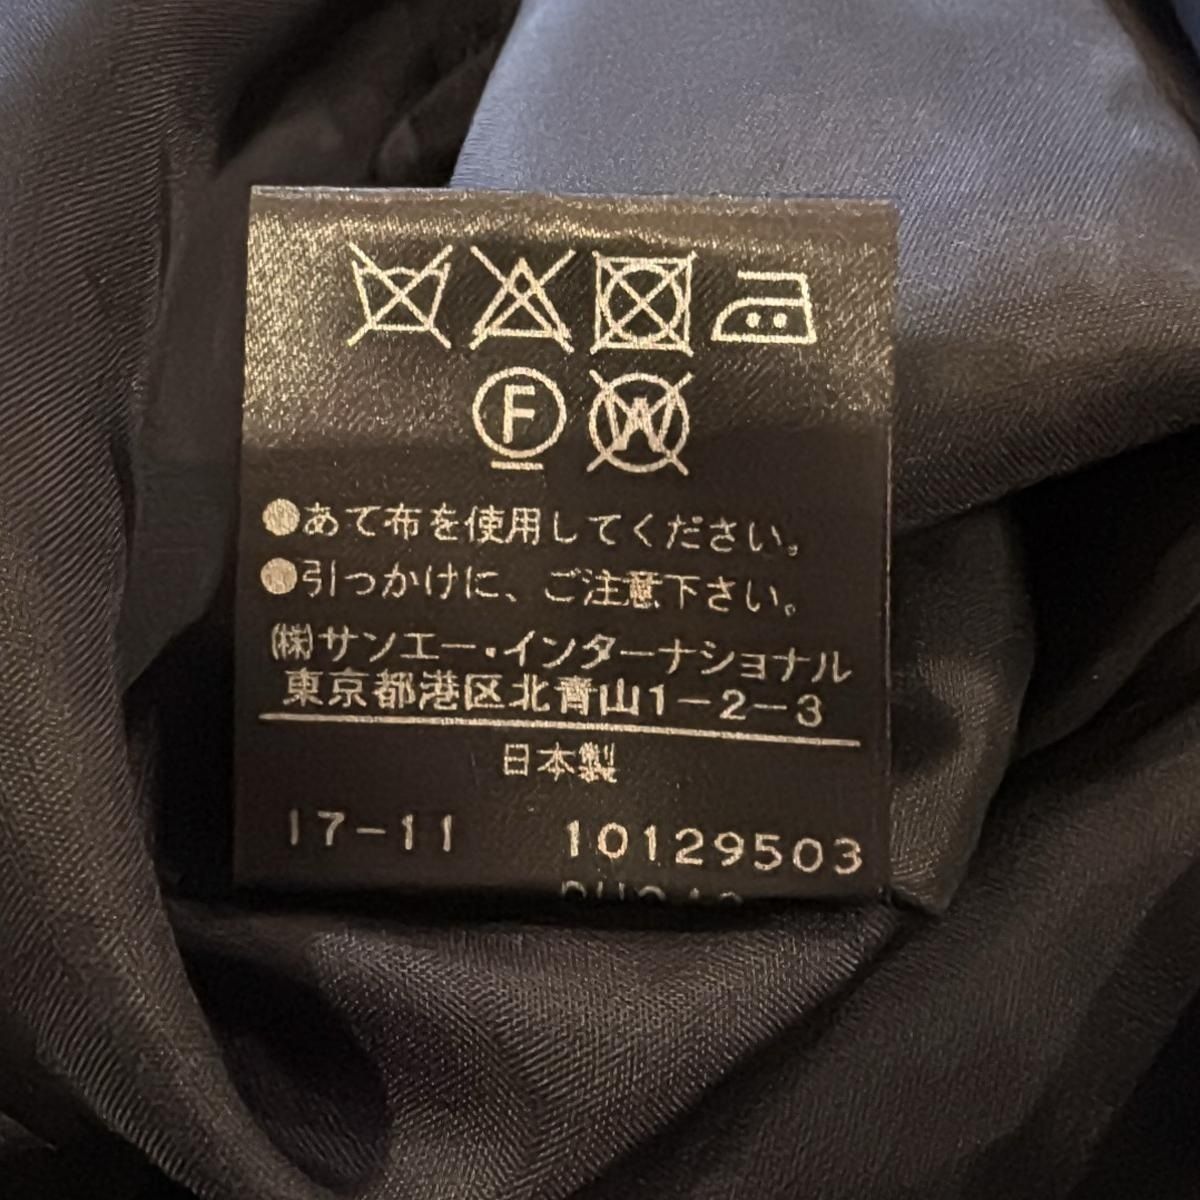 F W
●あて布を使用してください。
●引っかけに、ご注意下さい。
㈱サンエー・インターナショナル
東京都港区北青山1-2-3
日本製
17-11 10129503